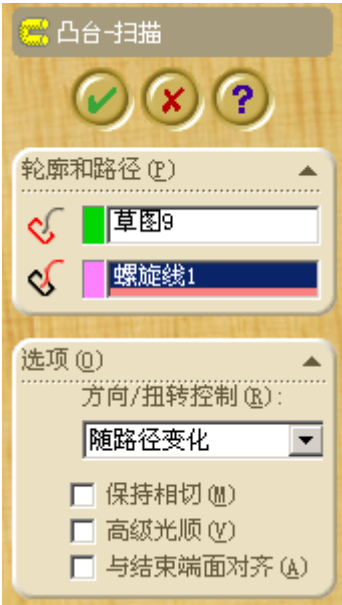 凸台-扫描
?
轮廓和路径(P)
草图9
螺旋线1
选项(O)
方向/扭转控制(R):
随路径变化
保持相切(M)
高级光顺(V)
与结束端面对齐(A)